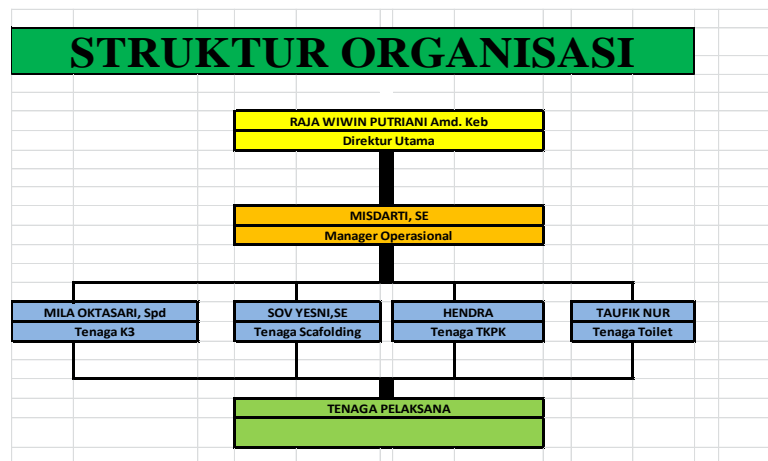 STRUKTUR ORGANISASI
RAJA WIWIN PUTRIANI Amd. Keb
Direktur Utama
MISDARTI, SE
Manager Operasional
MILA OKTASARI, Spd
Tenaga K3
SOV YESNI,SE
Tenaga Scafolding
HENDRA
Tenaga TKPK
TAUFIK NUR
Tenaga Toilet
TENAGA PELAKSANA